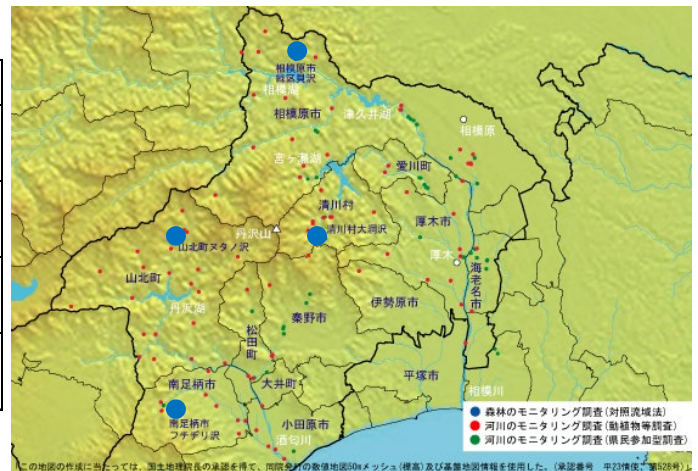 相模原市
緑区貝沢
相模湖
相模原市
津久井湖
相模原
宮ヶ瀬湖
愛川町
清川村
厚木市
丹沢山
清川村大洞沢
山北町ヌタノ沢
山北町
厚木
海老名市
丹沢湖
伊勢原市
秦野市
松田町
平塚市
相模川
南足柄市
大井町
南足柄市
フチヂリ沢
小田原市
酒匂川
森林のモニタリング調査(対照流域法)
河川のモニタリング調査(動植物等調査)
河川のモニタリング調査(県民参加型調査)
この地図の作成に当たっては、国土地理院長の承認を得て、同院発行の数値地図50mメッシュ(標高)及び基盤地図情報を使用した。(承認番号 平23情使、第528号)